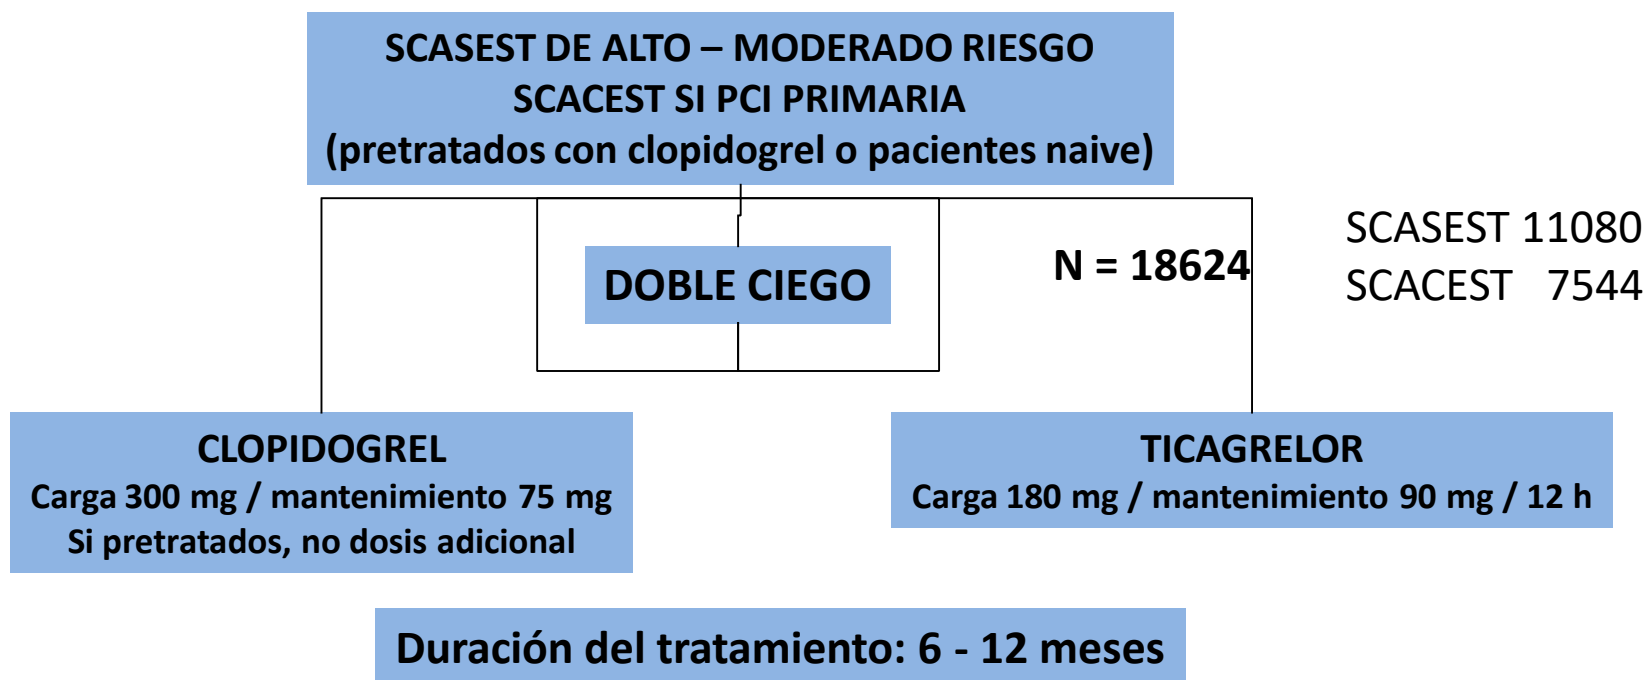 SCASEST DE ALTO – MODERADO RIESGO
SCACEST SI PCI PRIMARIA
(pretratados con clopidogrel o pacientes naive)
DOBLE CIEGO
N = 18624
SCASEST 11080
SCACEST 7544
CLOPIDOGREL
Carga 300 mg / mantenimiento 75 mg
Si pretratados, no dosis adicional
TICAGRELOR
Carga 180 mg / mantenimiento 90 mg / 12 h
Duración del tratamiento: 6 - 12 meses